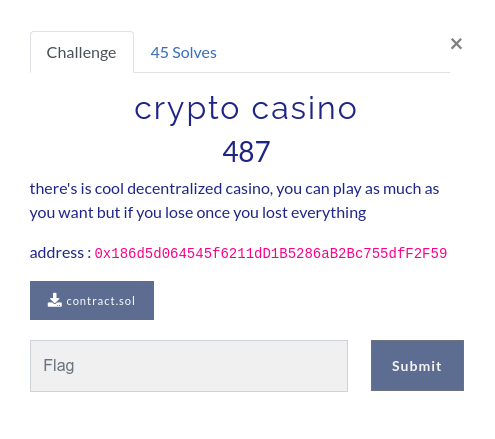 Challenge
45 Solves
×
crypto casino
487
there's is cool decentralized casino, you can play as much as
you want but if you lose once you lost everything
address : 0x186d5d064545f6211dD1B5286aB2Bc755dfF2F59
contract.sol
Flag
Submit